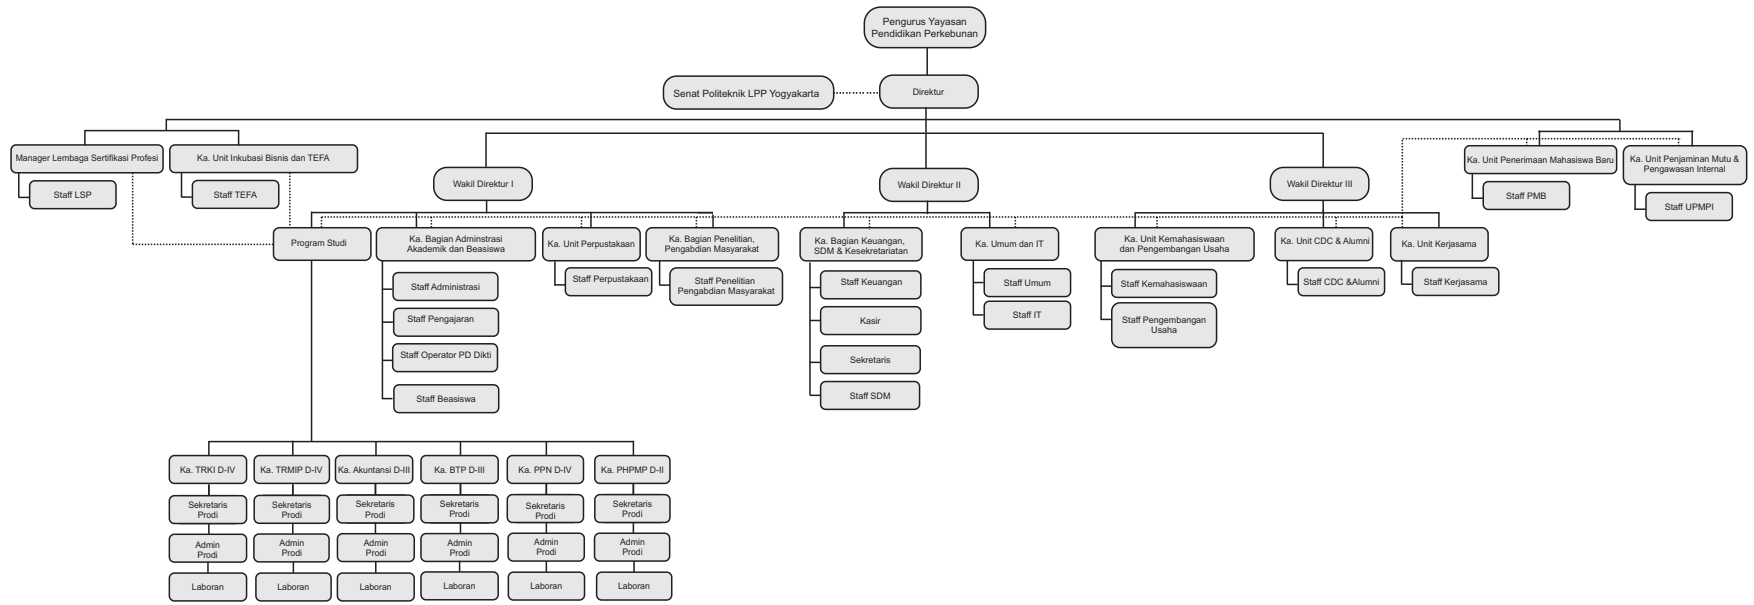 Pengurus Yayasan
Pendidikan Perkebunan
Senat Politeknik LPP Yogyakarta
Direktur
Manager Lembaga Sertifikasi Profesi
Staff LSP
Ka. Unit Inkubasi Bisnis dan TEFA
Staff TEFA
Wakil Direktur I
Wakil Direktur II
Wakil Direktur III
Ka. Unit Penerimaan Mahasiswa Baru
Staff PMB
Ka. Unit Penjaminan Mutu &
Pengawasan Internal
Staff UPMPI
Program Studi
Ka. Bagian Adminstrasi
Akademik dan Beasiswa
Staff Administrasi
Staff Pengajaran
Staff Operator PD Dikti
Staff Beasiswa
Ka. Unit Perpustakaan
Staff Perpustakaan
Ka. Bagian Penelitian,
Pengabdian Masyarakat
Staff Penelitian
Pengabdian Masyarakat
Ka. Bagian Keuangan,
SDM & Kesekretariatan
Staff Keuangan
Kasir
Sekretaris
Staff SDM
Ka. Umum dan IT
Staff Umum
Staff IT
Ka. Unit Kemahasiswaan
dan Pengembangan Usaha
Staff Kemahasiswaan
Staff Pengembangan
Usaha
Ka. Unit CDC & Alumni
Staff CDC &Alumni
Ka. Unit Kerjasama
Staff Kerjasama
Ka. TRKI D-IV
Sekretaris
Prodi
Admin
Prodi
Laboran
Ka. TRMIP D-IV
Sekretaris
Prodi
Admin
Prodi
Laboran
Ka. Akuntansi D-III
Sekretaris
Prodi
Admin
Prodi
Laboran
Ka. BTP D-III
Sekretaris
Prodi
Admin
Prodi
Laboran
Ka. PPN D-IV
Sekretaris
Prodi
Admin
Prodi
Laboran
Ka. PHPMP D-II
Sekretaris
Prodi
Admin
Prodi
Laboran